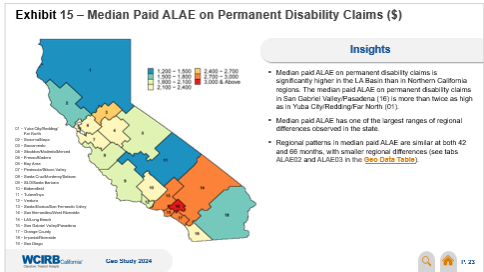 Exhibit 15 – Median Paid ALAE on Permanent Disability Claims ($)
1,200 – 1,500
1,500 – 1,800
1,800 – 2,100
2,100 – 2,400
2,400 – 2,700
2,700 – 3,000
3,000 & Above
Insights
• Median paid ALAE on permanent disability claims is
significantly higher in the LA Basin than in Northern California
regions. The median paid ALAE on permanent disability claims
in San Gabriel Valley/Pasadena (16) is more than twice as high
as in Yuba City/Redding/Far North (01).
• Median paid ALAE has one of the largest ranges of regional
differences observed in the state.
• Regional patterns in median paid ALAE are similar at both 42
and 66 months, with smaller regional differences (see tabs
ALAE02 and ALAE03 in the Geo Data Table).
01 – Yuba City/Redding/
Far North
02 – Sonoma/Napa
03 – Sacramento
04 – Stockton/Modesto/Merced
05 – Fresno/Madera
06 – Bay Area
07 – Peninsula/Silicon Valley
08 – Santa Cruz/Monterey/Salinas
09 – SLO/Santa Barbara
10 – Bakersfield
11 – Tulare/Inyo
12 – Ventura
13 – Santa Monica/San Fernando Valley
14 – San Bernardino/West Riverside
15 – LA/Long Beach
16 – San Gabriel Valley/Pasadena
17 – Orange County
18 – Imperial/Riverside
19 – San Diego
WCIRB California
Geo Study 2024
P. 23